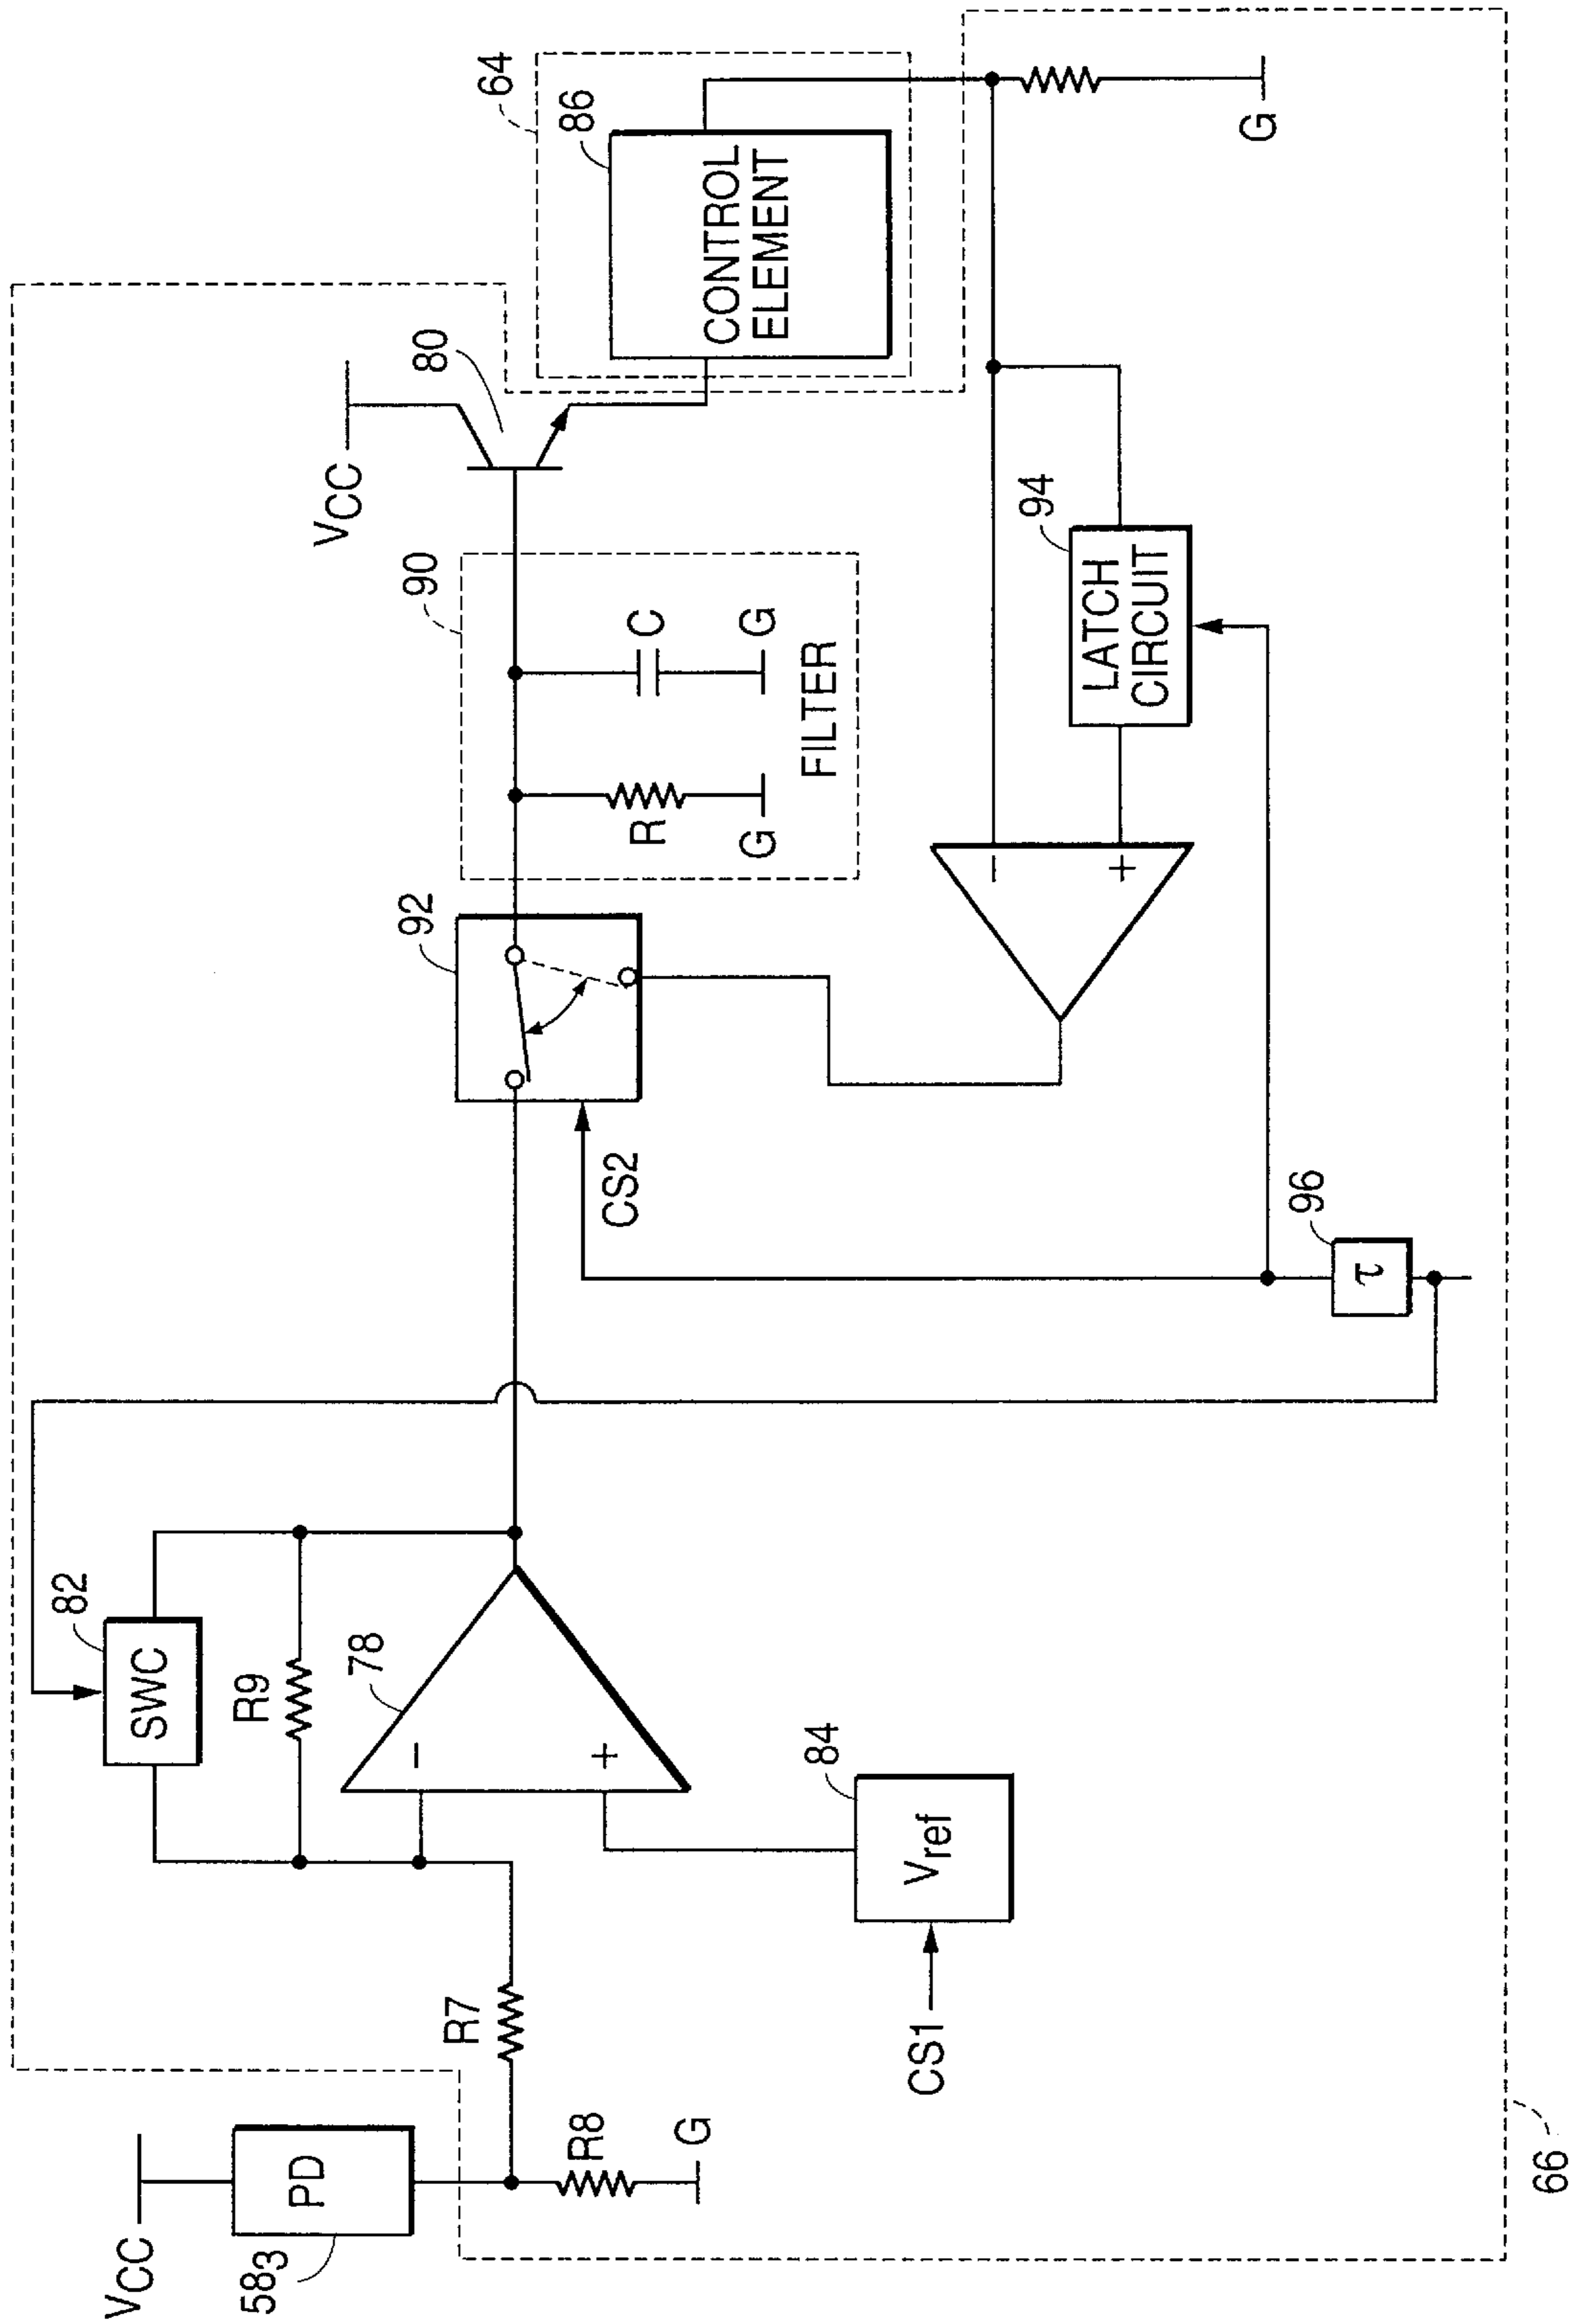 VCC
PD
583
R8
G
R7
CS1
Vref
84
SWC
82
R9
78
-
+
CS2
92
90
R
G
C
G
FILTER
VCC
80
64
86
CONTROL
ELEMENT
G
94
LATCH
CIRCUIT
-
+
96
τ
66